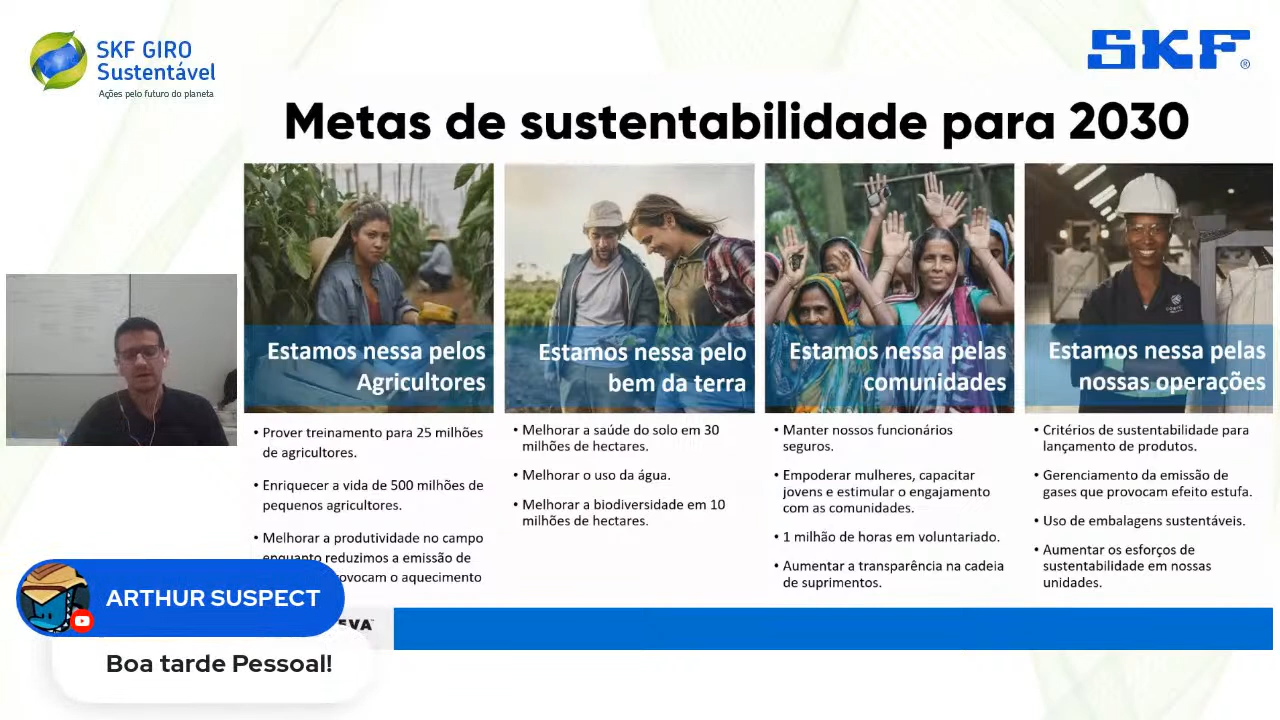 SKF GIRO
Sustentável
Ações pelo futuro do planeta
SKF®
Metas de sustentabilidade para 2030
Estamos nessa pelos
Agricultores
• Prover treinamento para 25 milhões
de agricultores.
• Enriquecer a vida de 500 milhões de
pequenos agricultores.
• Melhorar a produtividade no campo
enquanto reduzimos a emissão de
provocam o aquecimento
Estamos nessa pelo
bem da terra
• Melhorar a saúde do solo em 30
milhões de hectares.
• Melhorar o uso da água.
• Melhorar a biodiversidade em 10
milhões de hectares.
Estamos nessa pelas
comunidades
• Manter nossos funcionários
seguros.
• Empoderar mulheres, capacitar
jovens e estimular o engajamento
com as comunidades.
• 1 milhão de horas em voluntariado.
• Aumentar a transparência na cadeia
de suprimentos.
Estamos nessa pelas
nossas operações
• Critérios de sustentabilidade para
lançamento de produtos.
• Gerenciamento da emissão de
gases que provocam efeito estufa.
• Uso de embalagens sustentáveis.
• Aumentar os esforços de
sustentabilidade em nossas
unidades.
EVA™
ARTHUR SUSPECT
Boa tarde Pessoal!